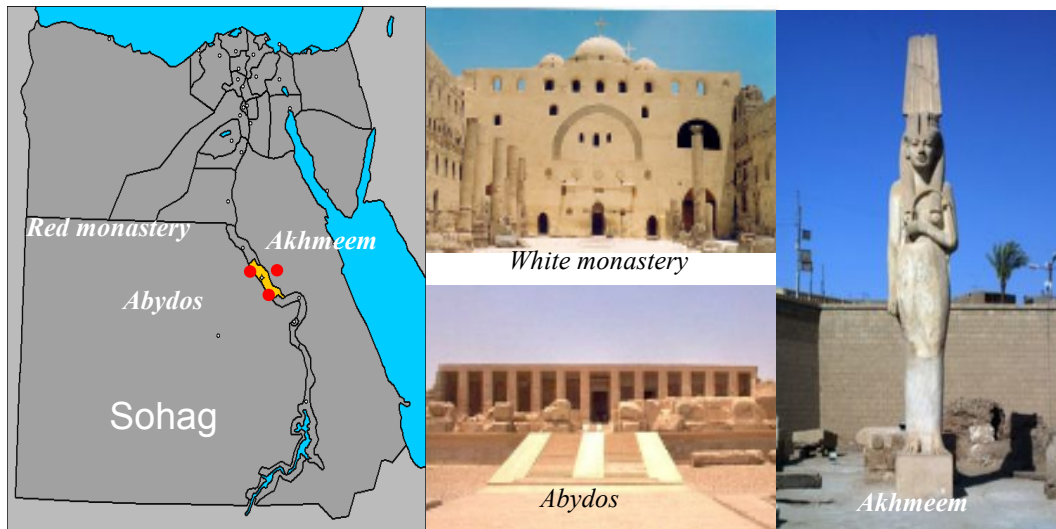 Red monastery
Akhmeem
Abydos
Sohag
White monastery
Abydos
Akhmeem